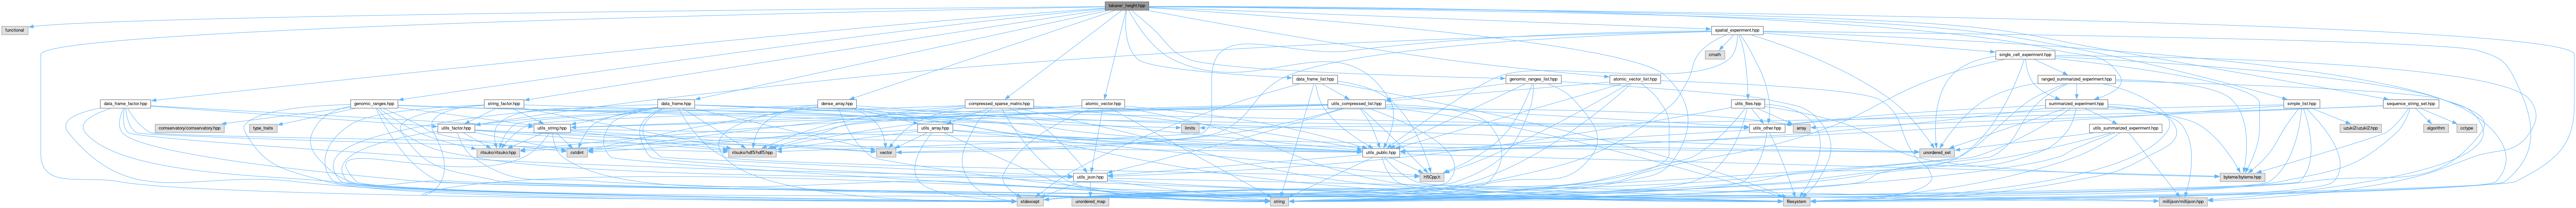 takane/_height.hpp
functional
spatial_experiment.hpp
cmath
single_cell_experiment.hpp
data_frame_list.hpp
genomic_ranges_list.hpp
atomic_vector_list.hpp
ranged_summarized_experiment.hpp
data_frame_factor.hpp
genomic_ranges.hpp
string_factor.hpp
data_frame.hpp
dense_array.hpp
compressed_sparse_matrix.hpp
atomic_vector.hpp
utils_compressed_list.hpp
utils_files.hpp
summarized_experiment.hpp
simple_list.hpp
sequence_string_set.hpp
comservatory/comservatory.hpp
type_traits
utils_factor.hpp
utils_string.hpp
utils_array.hpp
limits
utils_other.hpp
array
utils_summarized_experiment.hpp
uzuki2/uzuki2.hpp
algorithm
cctype
ritsuko/ritsuko.hpp
cstdint
ritsuko/hdf5/hdf5.hpp
vector
utils_public.hpp
unordered_set
utils_json.hpp
H5Cpp.h
byteme/byteme.hpp
stdexcept
unordered_map
string
filesystem
millijson/millijson.hpp